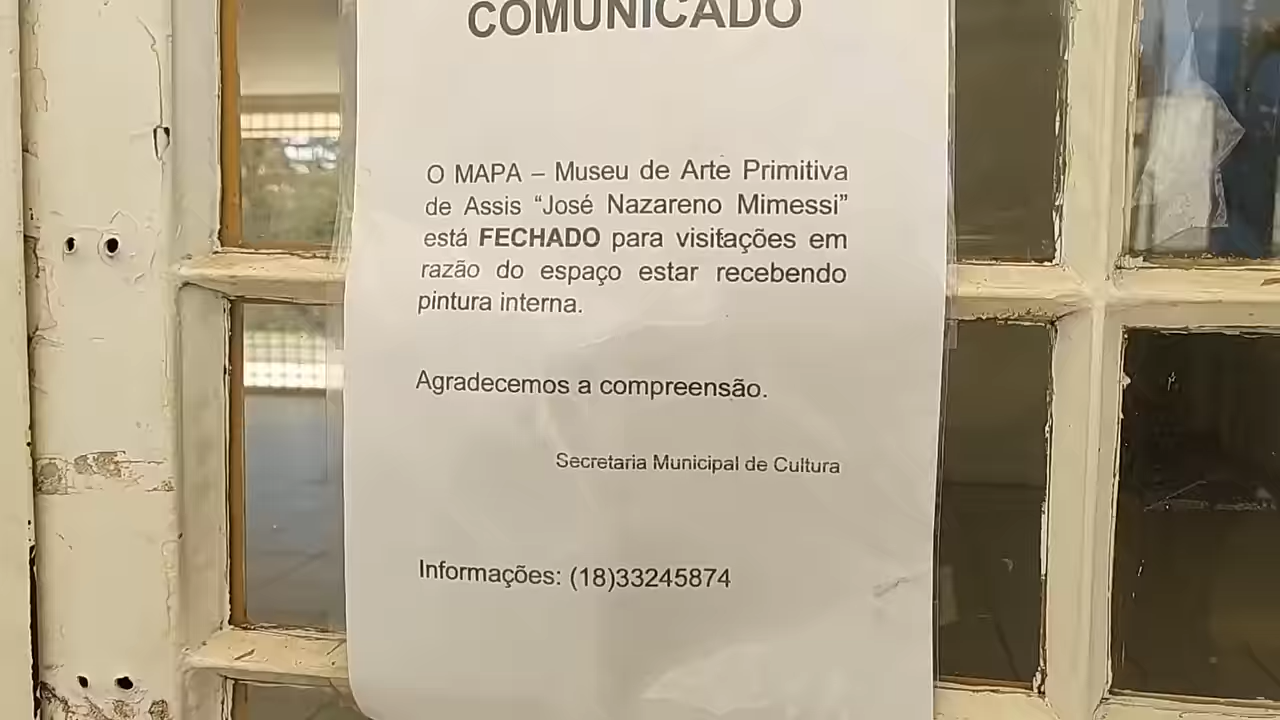 COMUNICADO
O MAPA – Museu de Arte Primitiva
de Assis “José Nazareno Mimessi”
está FECHADO para visitações em
razão do espaço estar recebendo
pintura interna.
Agradecemos a compreensão.
Secretaria Municipal de Cultura
Informações: (18)33245874